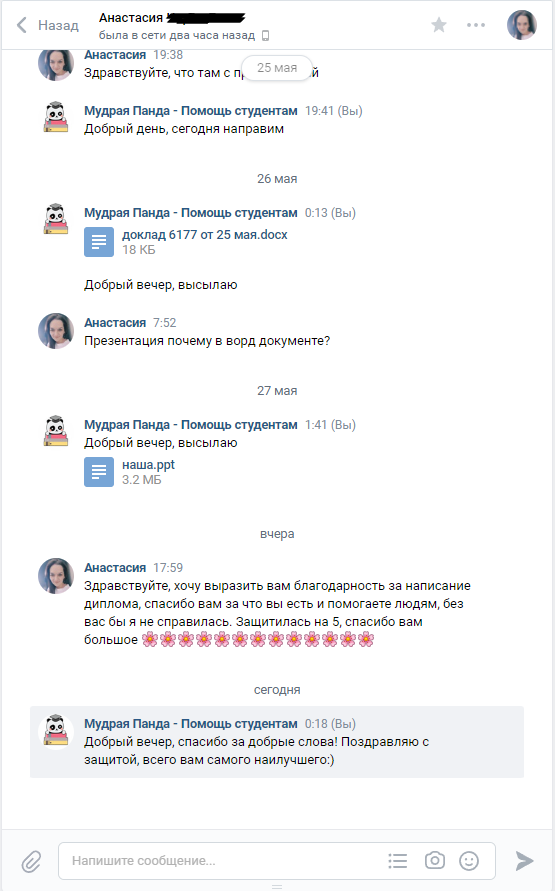 Назад
Анастасия
была в сети два часа назад
Анастасия 19:38
25 мая
Здравствуйте, что там с
Мудрая Панда - Помощь студентам 19:41 (Вы)
Добрый день, сегодня направим
26 мая
Мудрая Панда - Помощь студентам 0:13 (Вы)
доклад 6177 от 25 мая.docx
18 КБ
Добрый вечер, высылаю
Анастасия 7:52
Презентация почему в ворд документе?
27 мая
Мудрая Панда - Помощь студентам 1:41 (Вы)
Добрый вечер, высылаю
наша.ppt
3.2 МБ
вчера
Анастасия 17:59
Здравствуйте, хочу выразить вам благодарность за написание
диплома, спасибо вам за что вы есть и помогаете людям, без
вас бы я не справилась. Защитилась на 5, спасибо вам
большое 🌸🌸🌸🌸🌸🌸🌸🌸🌸🌸🌸🌸🌸
сегодня
Мудрая Панда - Помощь студентам 0:18 (Вы)
Добрый вечер, спасибо за добрые слова! Поздравляю с
защитой, всего вам самого наилучшего:)
Напишите сообщение...